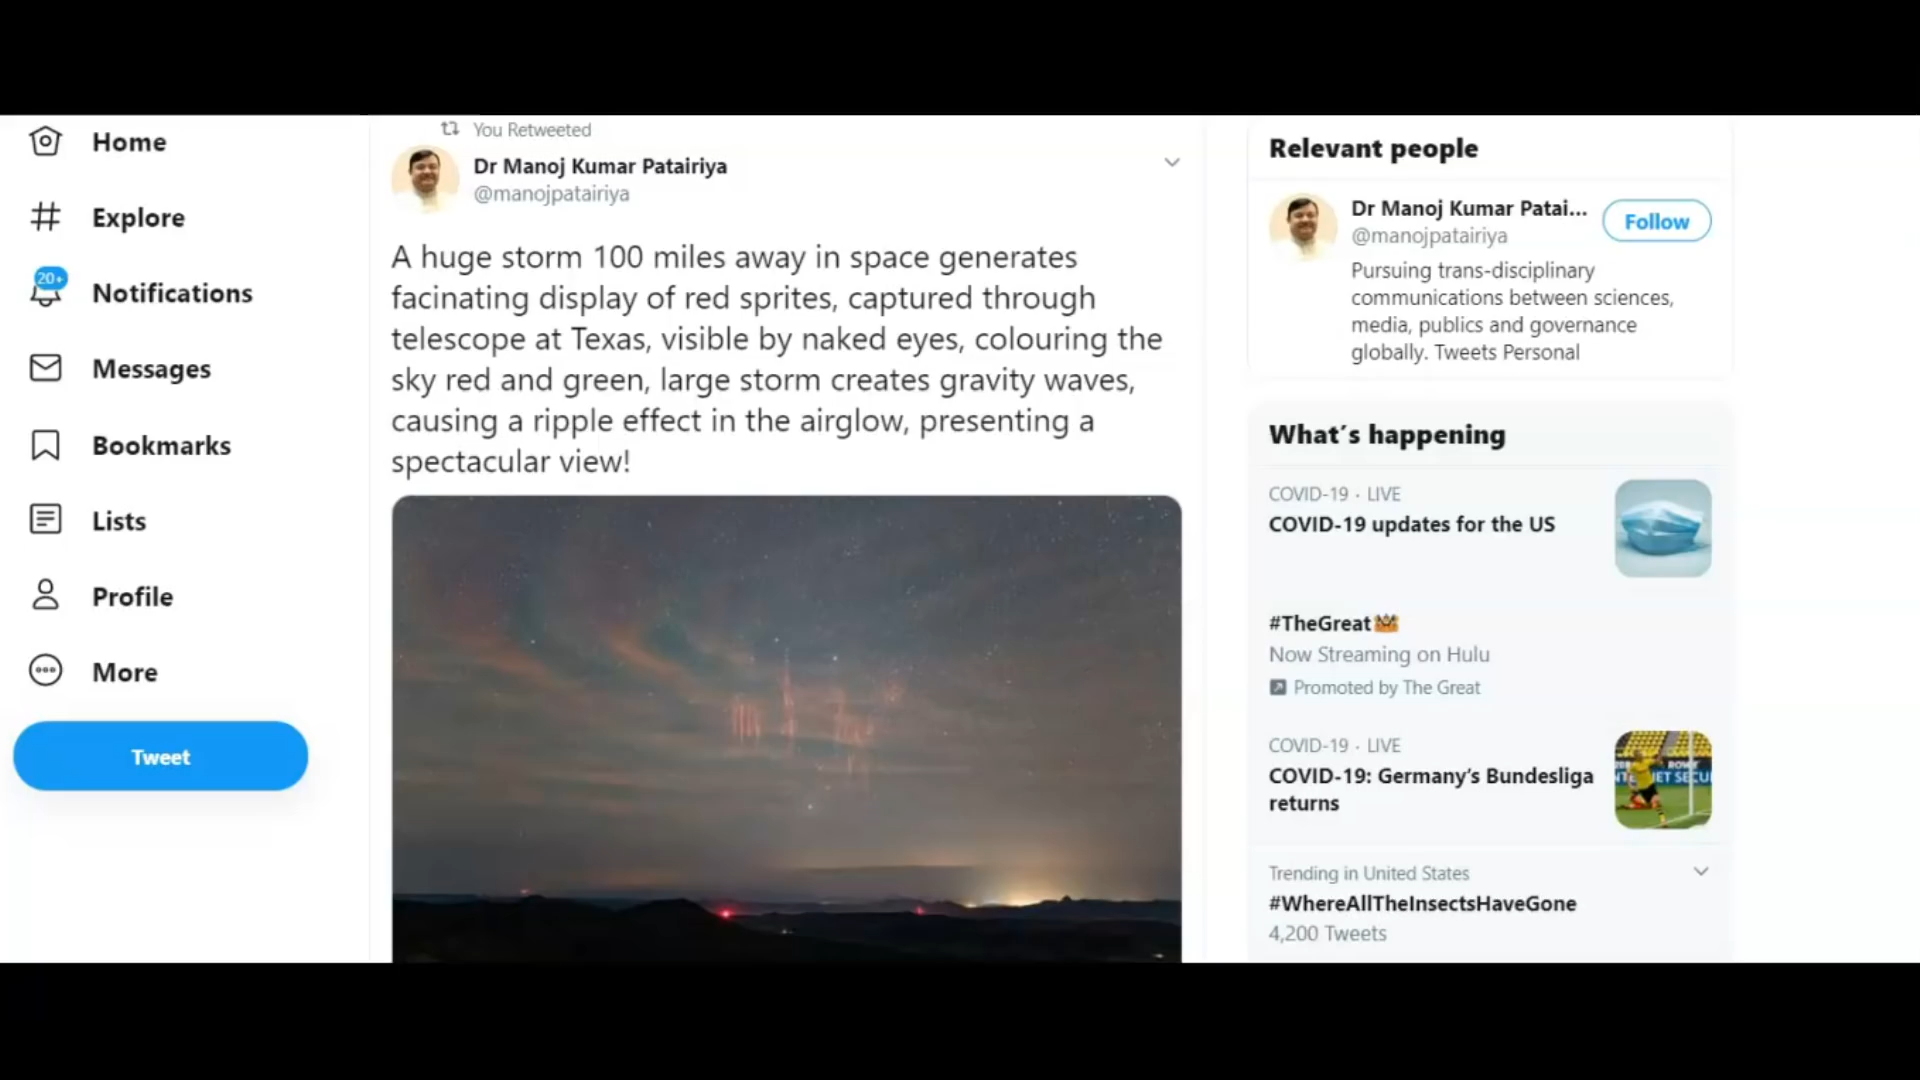 Home
Explore
20+
Notifications
Messages
Bookmarks
Lists
Profile
More
Tweet
You Retweeted
Dr Manoj Kumar Patairiya
@manojpatairiya
A huge storm 100 miles away in space generates
facinating display of red sprites, captured through
telescope at Texas, visible by naked eyes, colouring the
sky red and green, large storm creates gravity waves,
causing a ripple effect in the airglow, presenting a
spectacular view!
Relevant people
Dr Manoj Kumar Patai...
@manojpatairiya
Follow
Pursuing trans-disciplinary
communications between sciences,
media, publics and governance
globally. Tweets Personal
What's happening
COVID-19 · LIVE
COVID-19 updates for the US
#TheGreat
Now Streaming on Hulu
Promoted by The Great
COVID-19 · LIVE
COVID-19: Germany's Bundesliga
returns
Trending in United States
#WhereAllTheInsectsHaveGone
4,200 Tweets